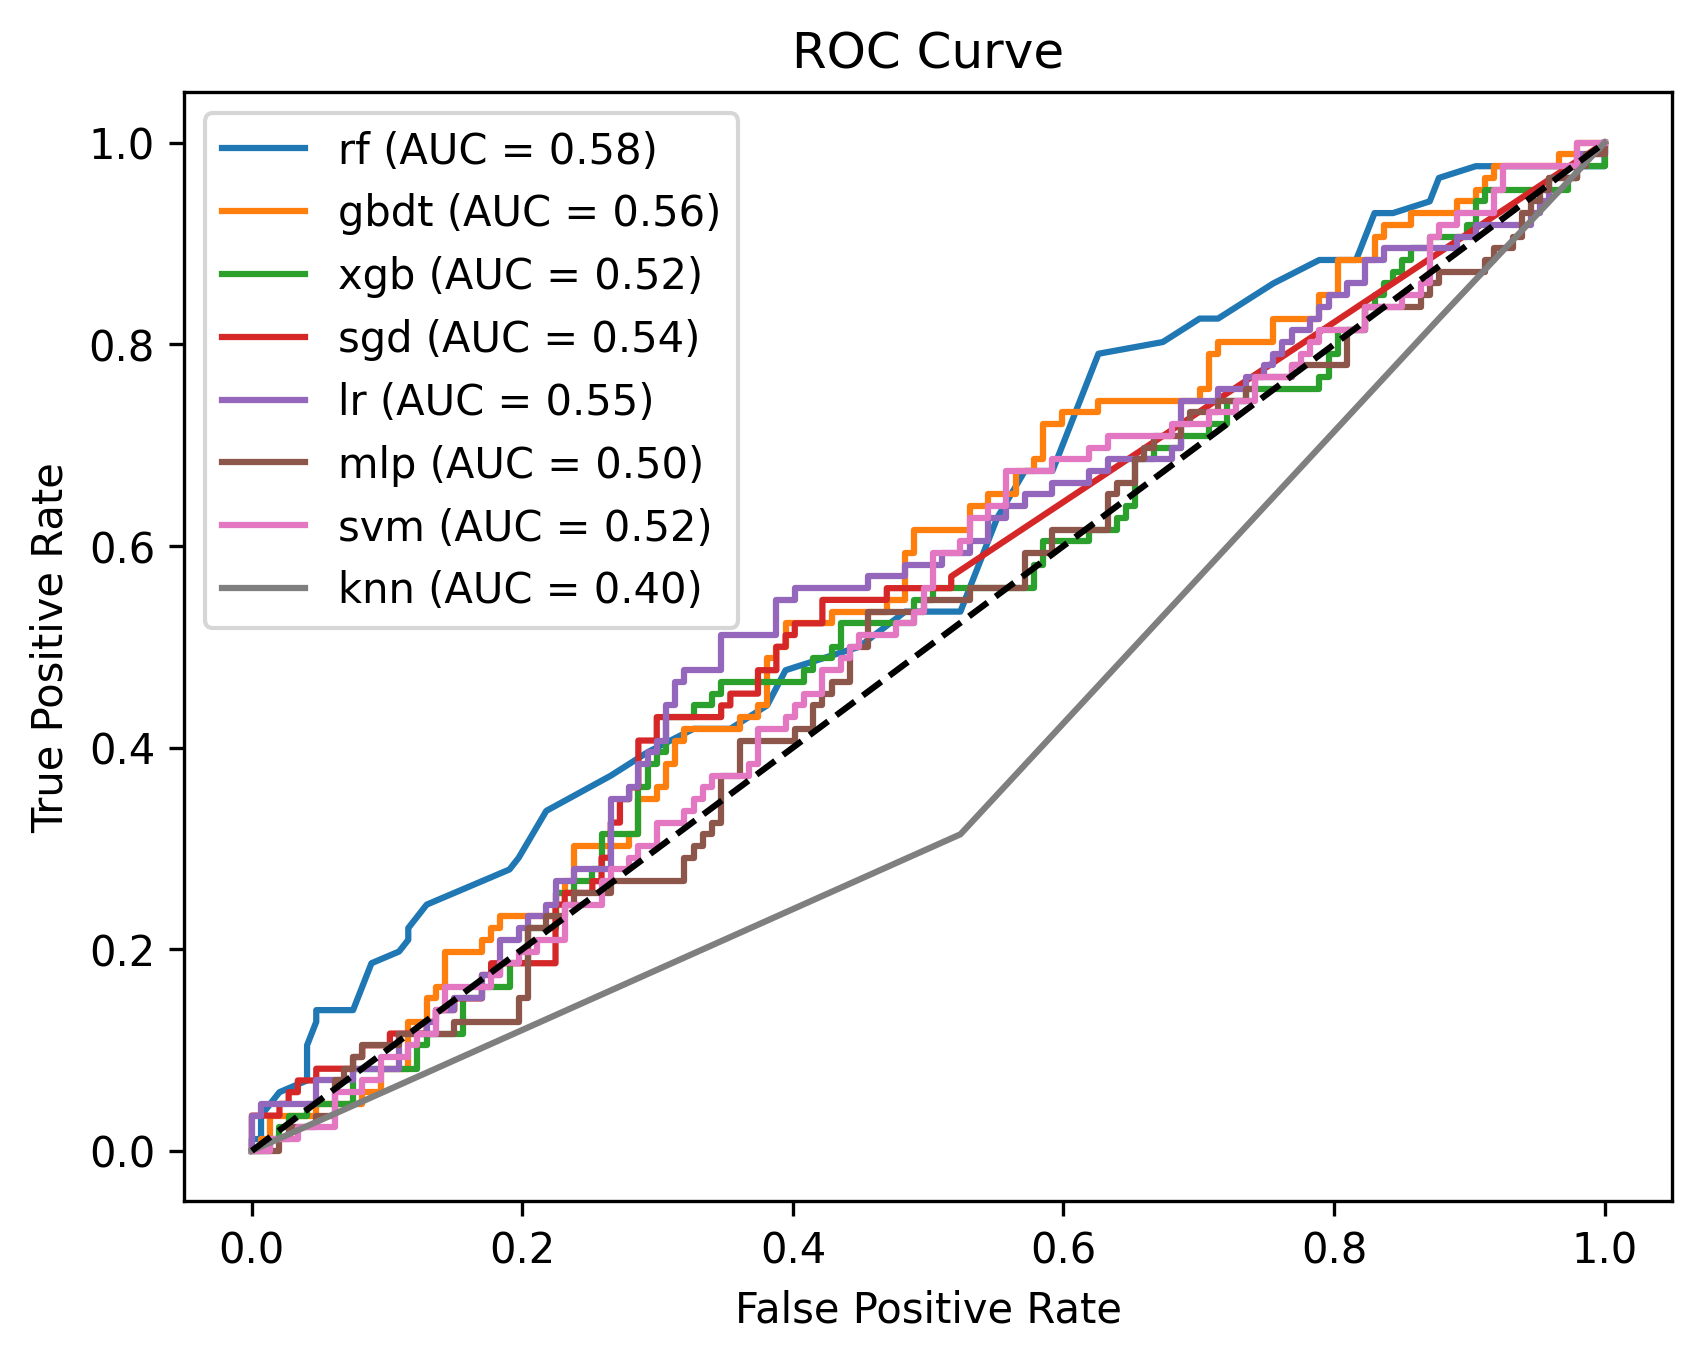 ROC Curve
rf (AUC = 0.58)
gbdt (AUC = 0.56)
xgb (AUC = 0.52)
sgd (AUC = 0.54)
lr (AUC = 0.55)
mlp (AUC = 0.50)
svm (AUC = 0.52)
knn (AUC = 0.40)
True Positive Rate
1.0
0.8
0.6
0.4
0.2
0.0
0.0 0.2 0.4 0.6 0.8 1.0
False Positive Rate